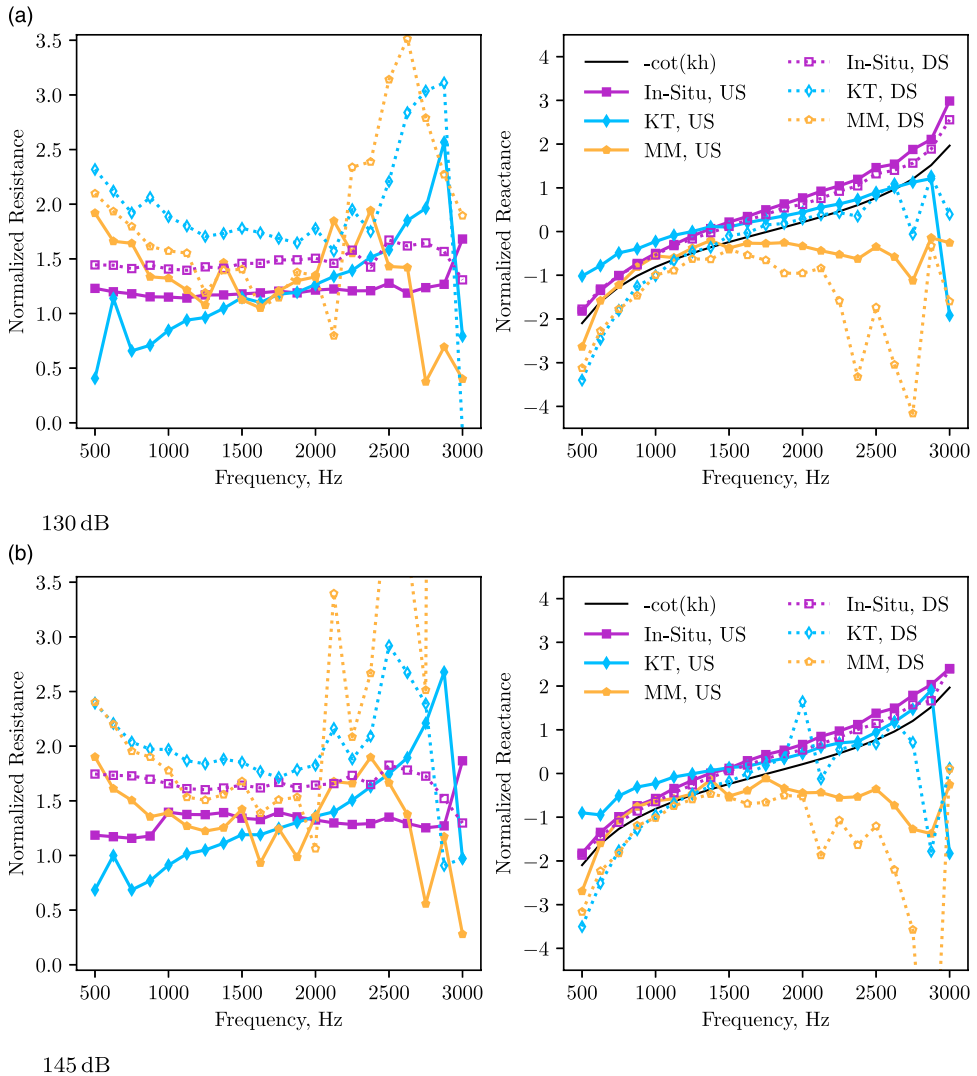 (a)
3.5
3.0
2.5
2.0
1.5
1.0
0.5
0.0
Normalized Resistance
500 1000 1500 2000 2500 3000
Frequency, Hz
4
3
2
1
0
−1
−2
−3
−4
Normalized Reactance
-cot(kh)
In-Situ, US
KT, US
MM, US
In-Situ, DS
KT, DS
MM, DS
500 1000 1500 2000 2500 3000
Frequency, Hz
130 dB
(b)
3.5
3.0
2.5
2.0
1.5
1.0
0.5
0.0
Normalized Resistance
500 1000 1500 2000 2500 3000
Frequency, Hz
4
3
2
1
0
−1
−2
−3
−4
Normalized Reactance
-cot(kh)
In-Situ, US
KT, US
MM, US
In-Situ, DS
KT, DS
MM, DS
500 1000 1500 2000 2500 3000
Frequency, Hz
145 dB